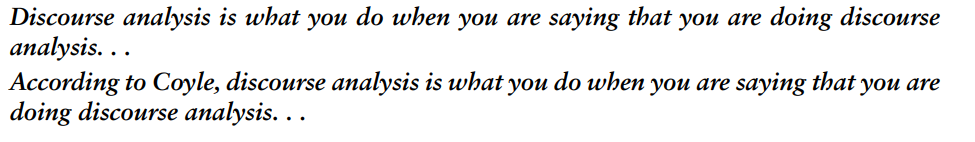 Discourse analysis is what you do when you are saying that you are doing discourse
analysis. . .
According to Coyle, discourse analysis is what you do when you are saying that you are
doing discourse analysis. . .